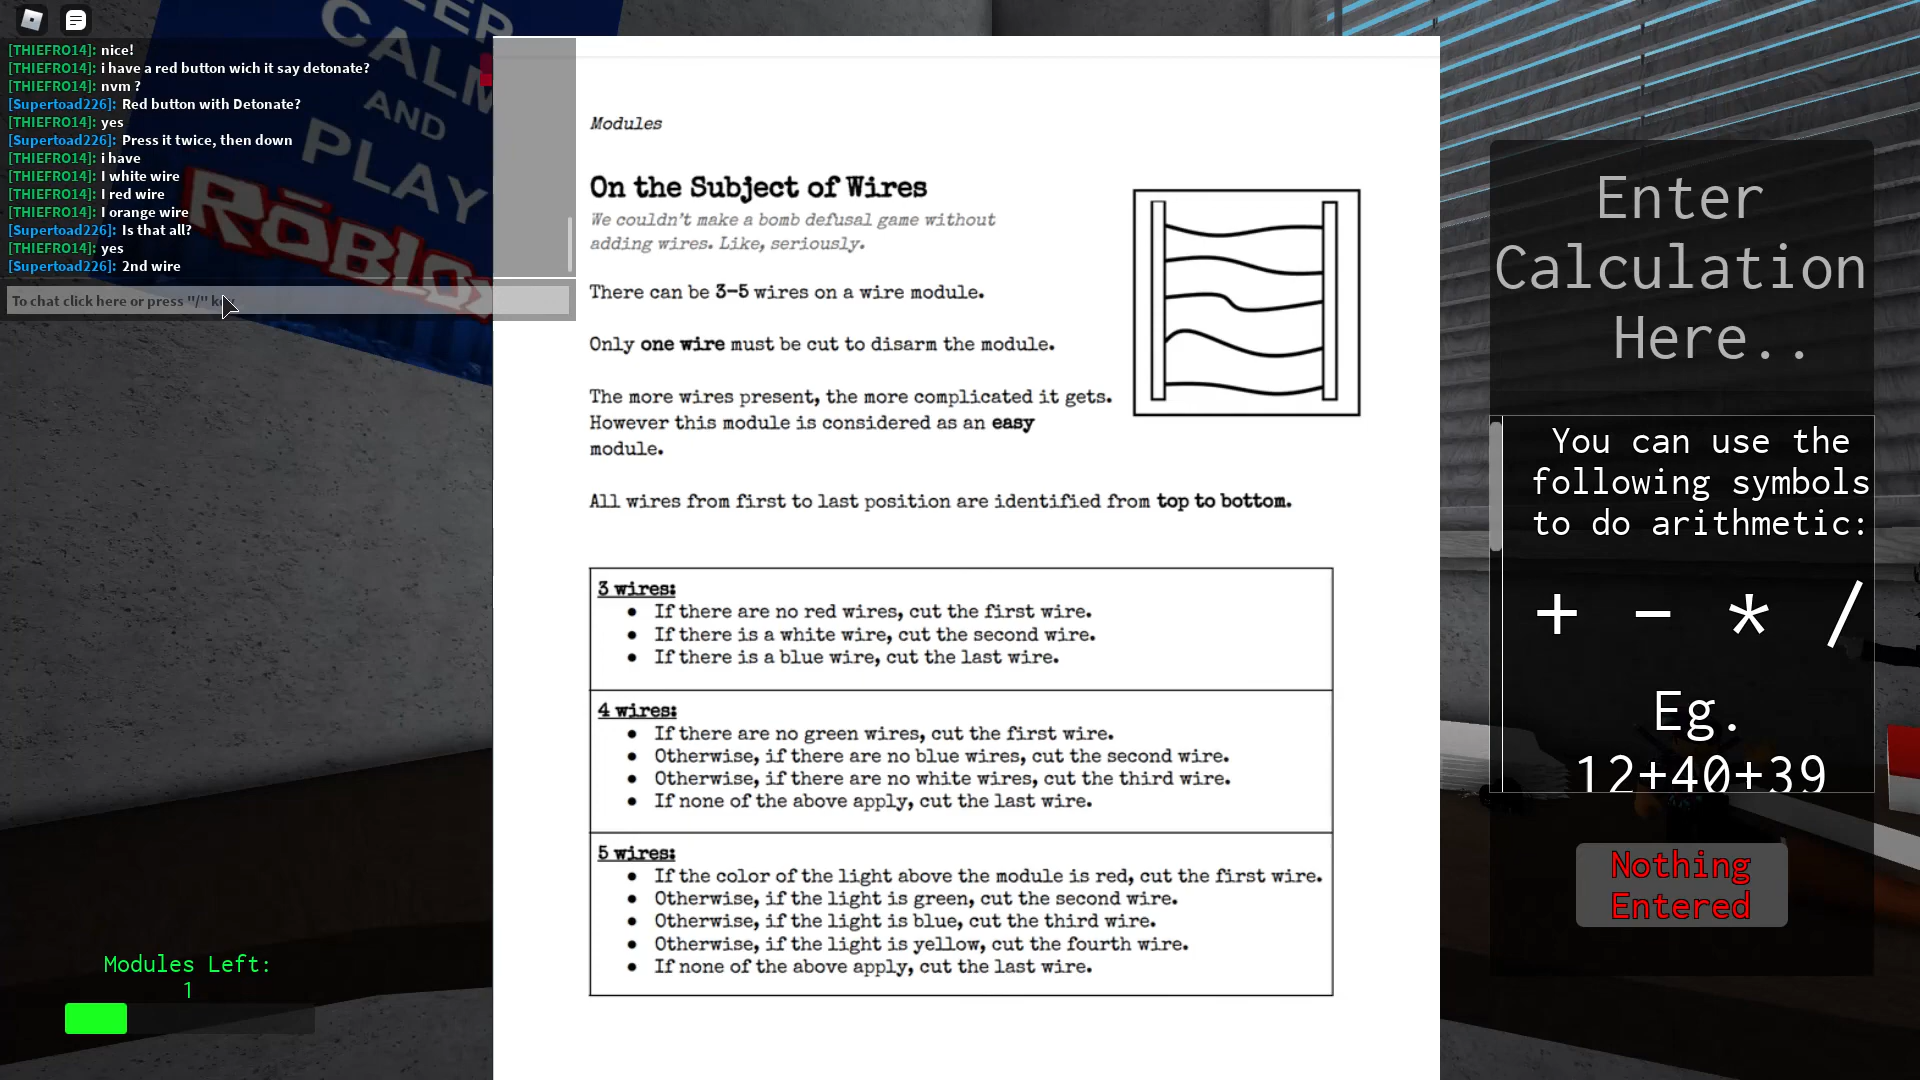 KEEP
CALM
AND
PLAY
ROBLOX
[THIEFRO14]: nice!
[THIEFRO14]: i have a red button wich it say detonate?
[THIEFRO14]: nvm ?
[Supertoad226]: Red button with Detonate?
[THIEFRO14]: yes
[Supertoad226]: Press it twice, then down
[THIEFRO14]: i have
[THIEFRO14]: I white wire
[THIEFRO14]: I red wire
[THIEFRO14]: I orange wire
[Supertoad226]: Is that all?
[THIEFRO14]: yes
[Supertoad226]: 2nd wire
To chat click here or press "/" key
Modules
On the Subject of Wires
We couldn't make a bomb defusal game without
adding wires. Like, seriously.
There can be 3-5 wires on a wire module.
Only one wire must be cut to disarm the module.
The more wires present, the more complicated it gets.
However this module is considered as an easy
module.
All wires from first to last position are identified from top to bottom.
3 wires:
● If there are no red wires, cut the first wire.
● If there is a white wire, cut the second wire.
● If there is a blue wire, cut the last wire.
4 wires:
● If there are no green wires, cut the first wire.
● Otherwise, if there are no blue wires, cut the second wire.
● Otherwise, if there are no white wires, cut the third wire.
● If none of the above apply, cut the last wire.
5 wires:
● If the color of the light above the module is red, cut the first wire.
● Otherwise, if the light is green, cut the second wire.
● Otherwise, if the light is blue, cut the third wire.
● Otherwise, if the light is yellow, cut the fourth wire.
● If none of the above apply, cut the last wire.
Enter
Calculation
Here..
You can use the
following symbols
to do arithmetic:
+ - * /
Eg.
12+40+39
Nothing
Entered
Modules Left:
1